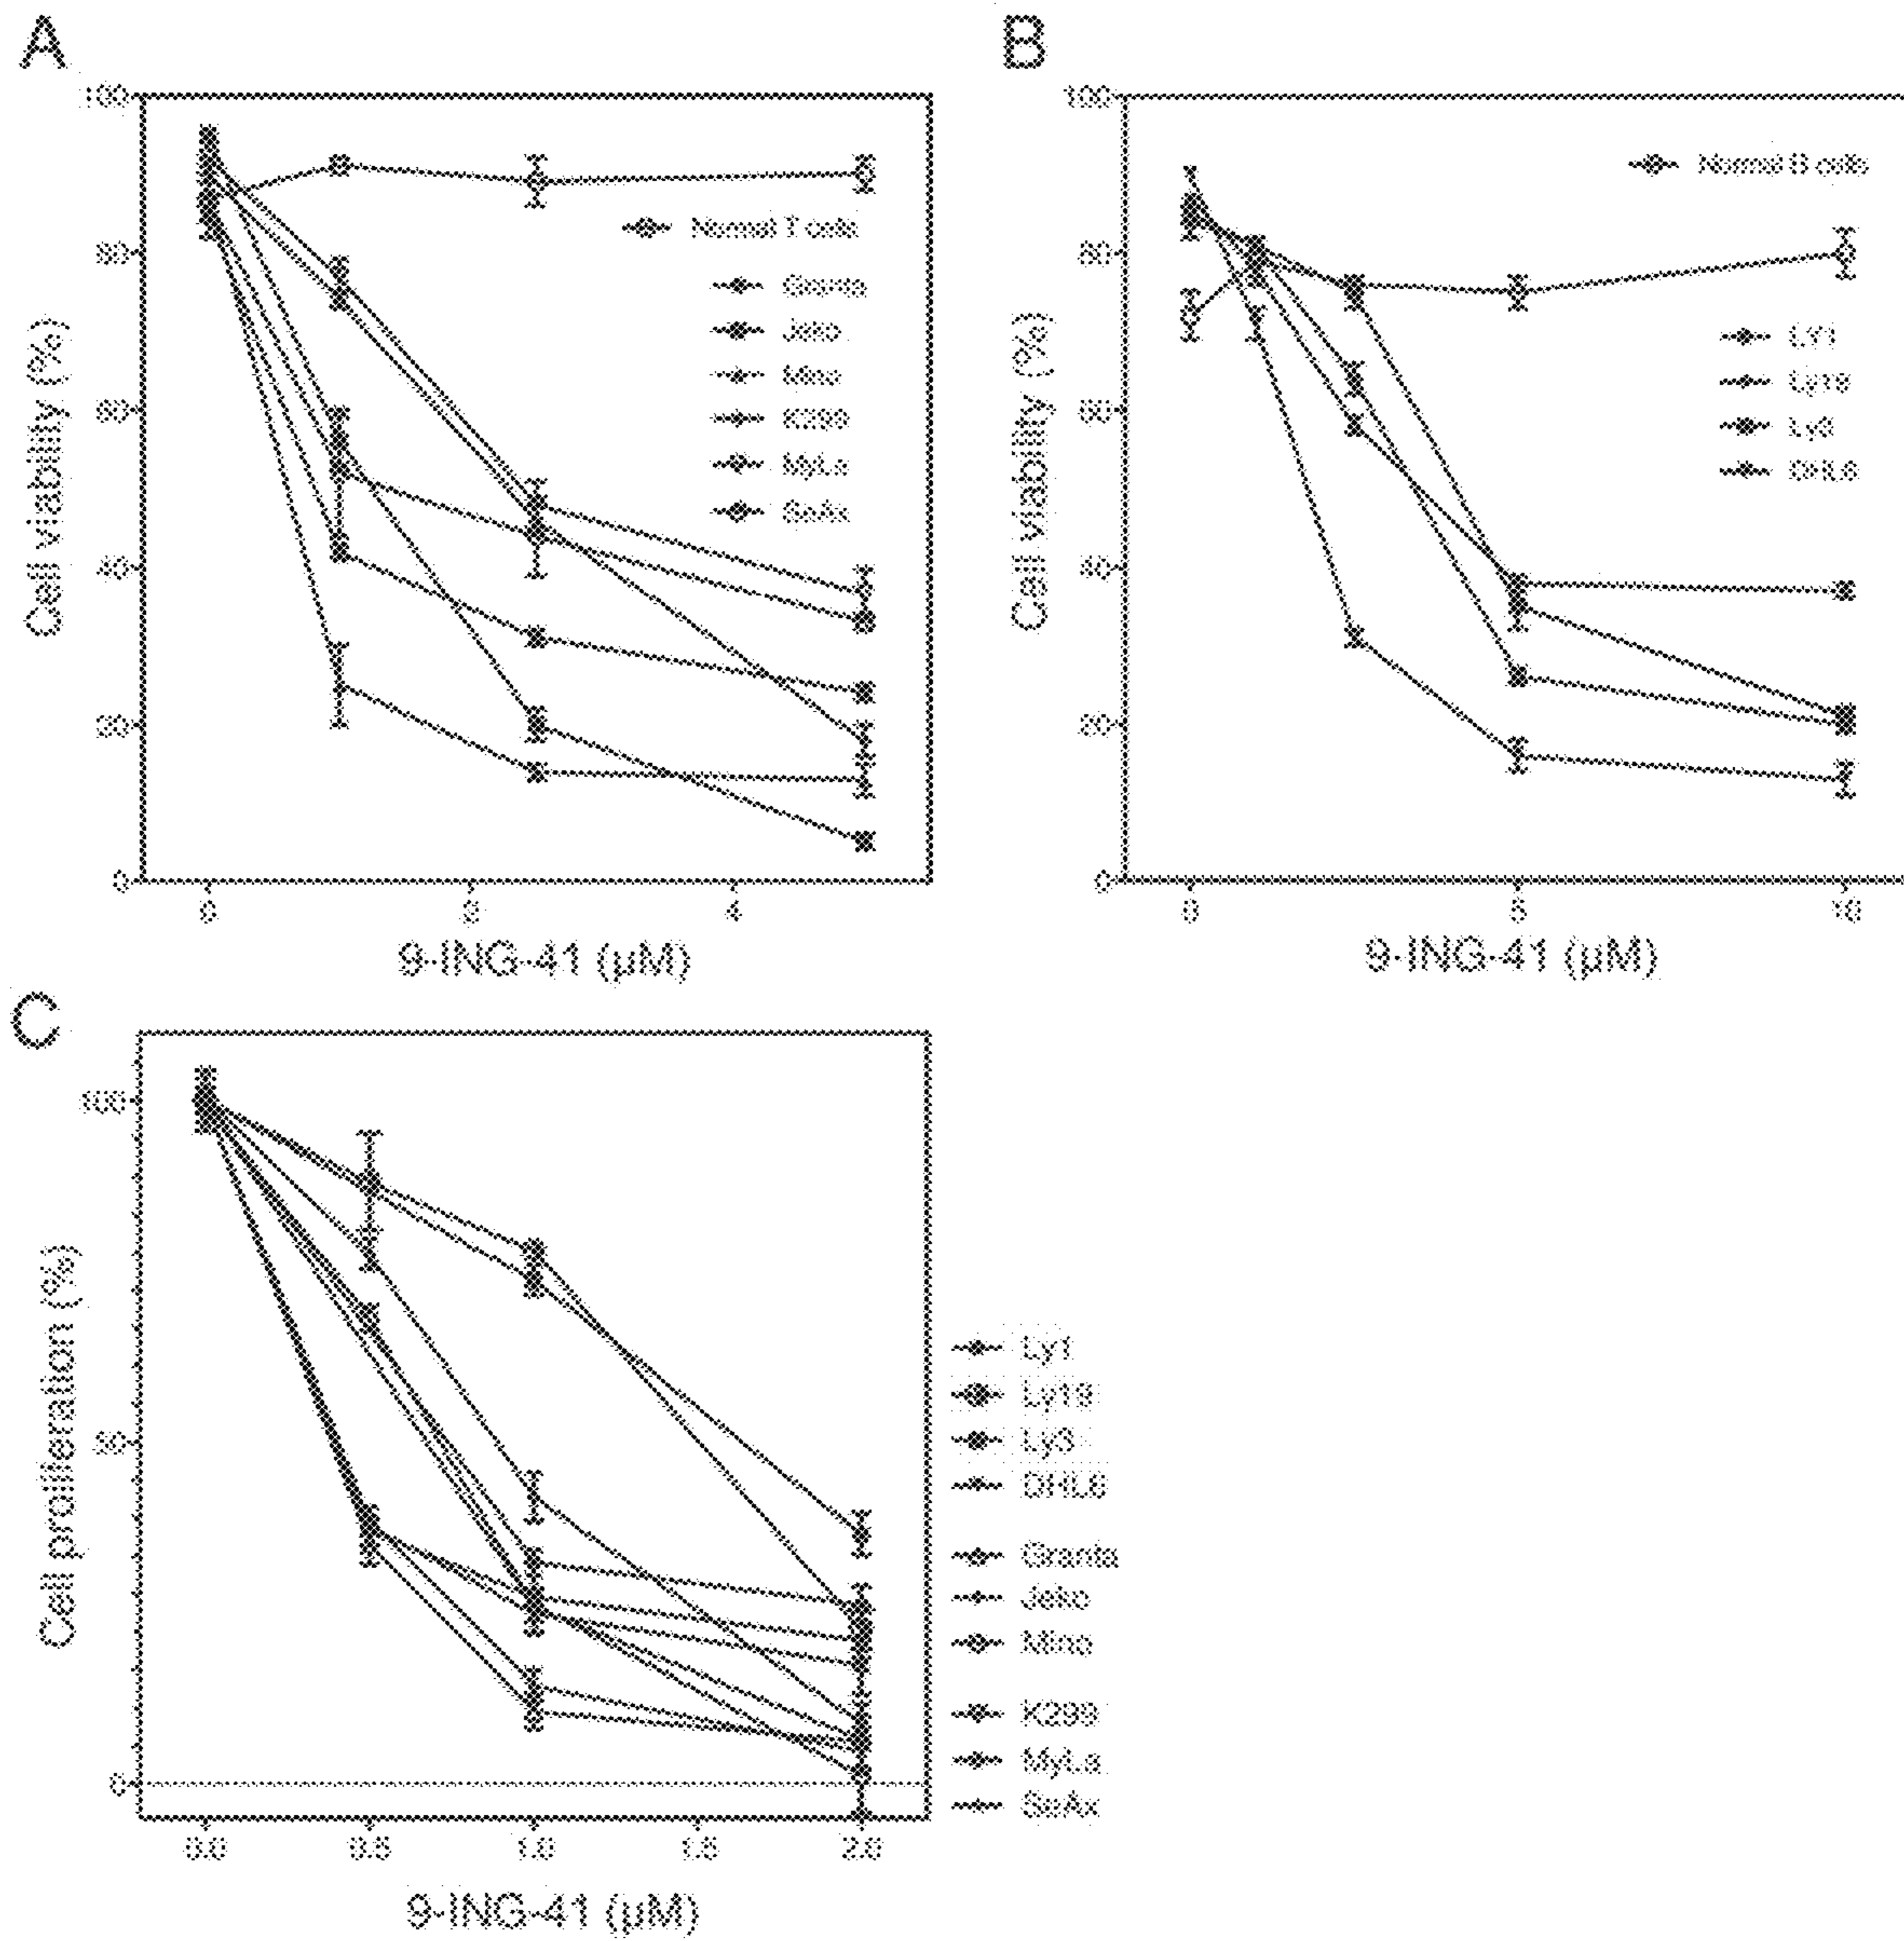 A
100
80
60
40
20
0
0
2
4
Cell viability (%)
9-ING-41 (µM)
Normal T cells
Granta
Jeko
Mino
K299
MyLa
SeAx
B
100
80
60
40
20
0
0
5
10
Cell viability (%)
9-ING-41 (µM)
Normal B cells
LY1
Ly19
Ly3
DHL6
C
100
50
0
0.0
0.5
1.0
1.5
2.0
Cell proliferation (%)
9-ING-41 (µM)
Ly1
Ly19
Ly3
DHL6
Granta
Jeko
Mino
K299
MyLa
SeAx